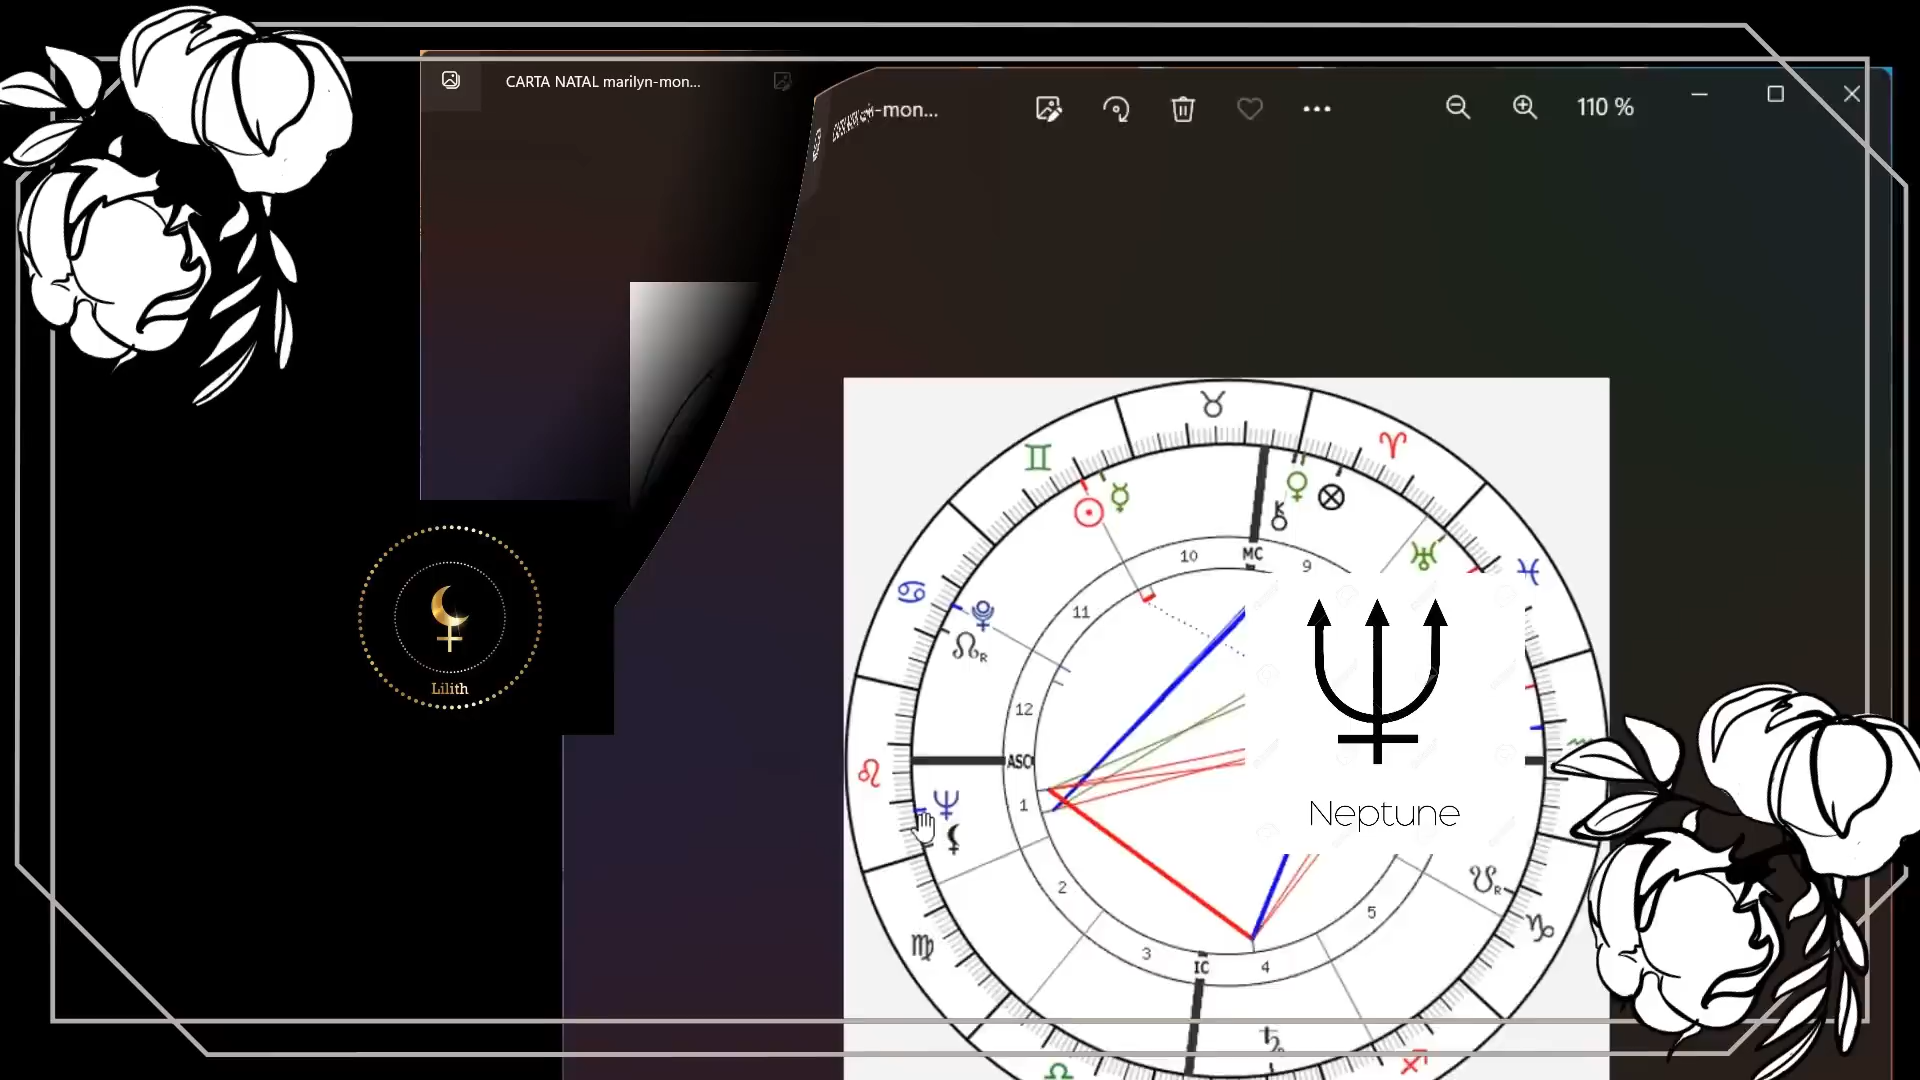 CARTA NATAL marilyn-mon...
-mon...
110 %
10
MC
9
11
12
ASC
1
Lilith
Neptune
2
5
3
IC
4
R
R